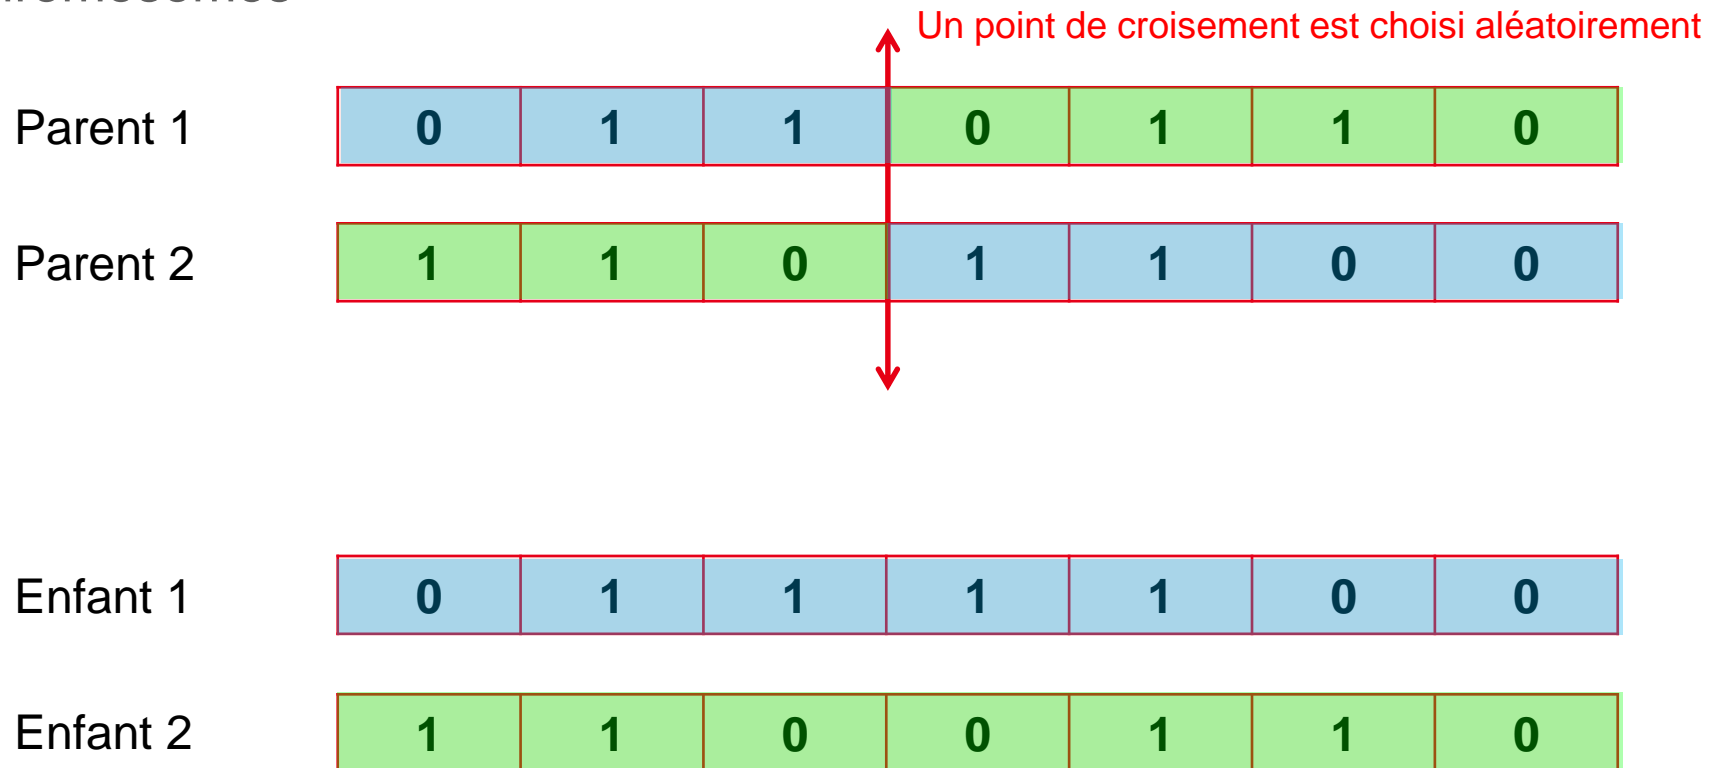 Un point de croisement est choisi aléatoirement
Parent 1 0 1 1 0 1 1 0
Parent 2 1 1 0 1 1 0 0
Enfant 1 0 1 1 1 1 0 0
Enfant 2 1 1 0 0 1 1 0